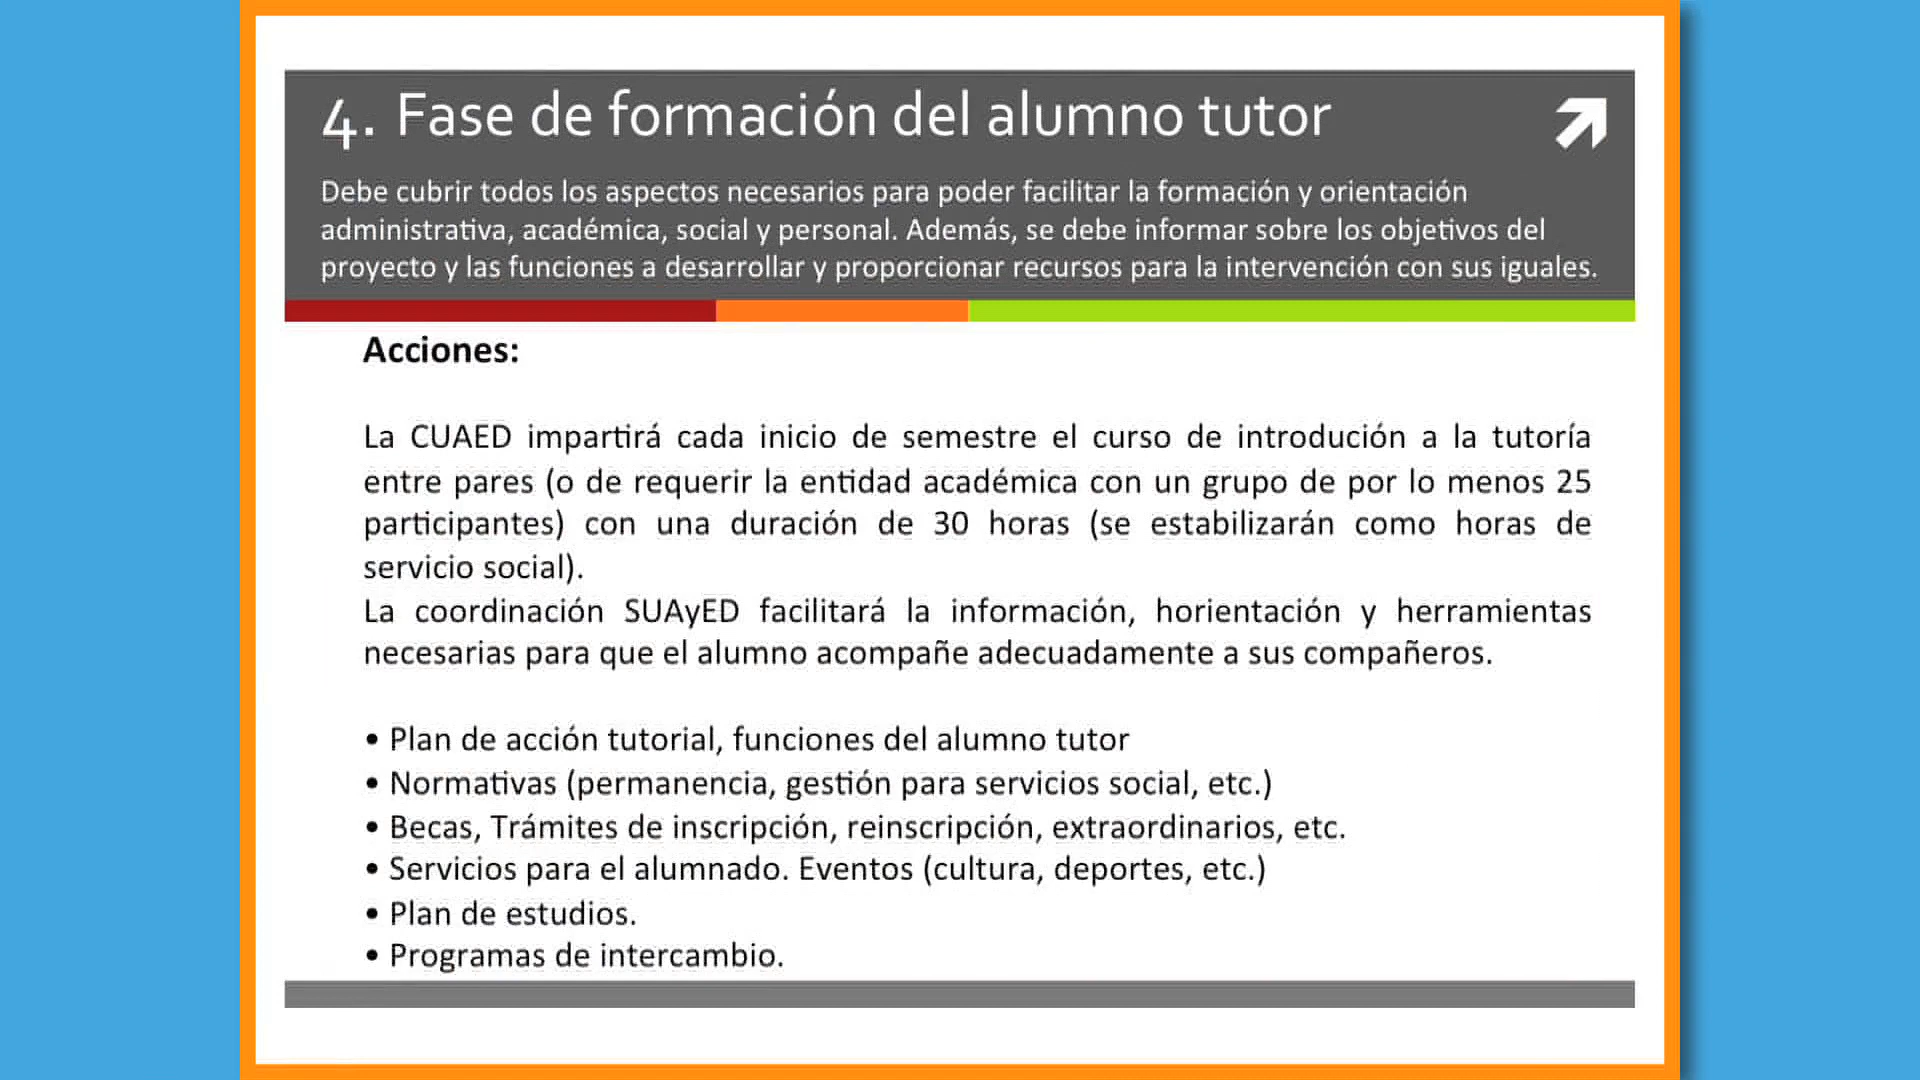 4. Fase de formación del alumno tutor
Debe cubrir todos los aspectos necesarios para poder facilitar la formación y orientación
administrativa, académica, social y personal. Además, se debe informar sobre los objetivos del
proyecto y las funciones a desarrollar y proporcionar recursos para la intervención con sus iguales.
Acciones:
La CUAED impartirá cada inicio de semestre el curso de introdución a la tutoría
entre pares (o de requerir la entidad académica con un grupo de por lo menos 25
participantes) con una duración de 30 horas (se estabilizarán como horas de
servicio social).
La coordinación SUAyED facilitará la información, horientación y herramientas
necesarias para que el alumno acompañe adecuadamente a sus compañeros.
• Plan de acción tutorial, funciones del alumno tutor
• Normativas (permanencia, gestión para servicios social, etc.)
• Becas, Trámites de inscripción, reinscripción, extraordinarios, etc.
• Servicios para el alumnado. Eventos (cultura, deportes, etc.)
• Plan de estudios.
• Programas de intercambio.